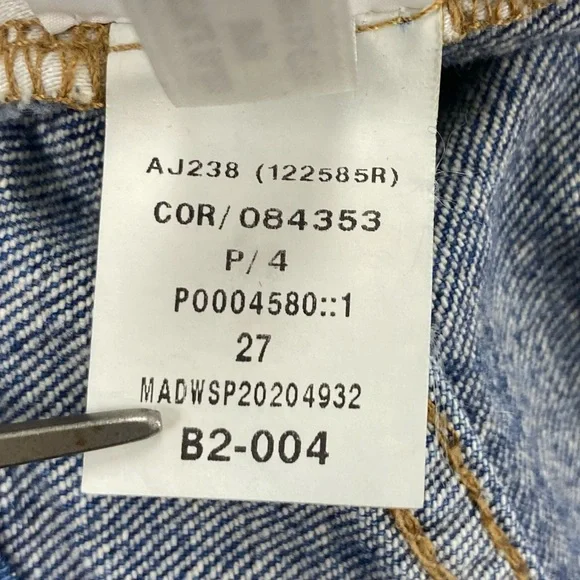 AJ238 (122585R)
COR/ 084353
P/ 4
P0004580::1
27
MADWSP20204932
B2-004